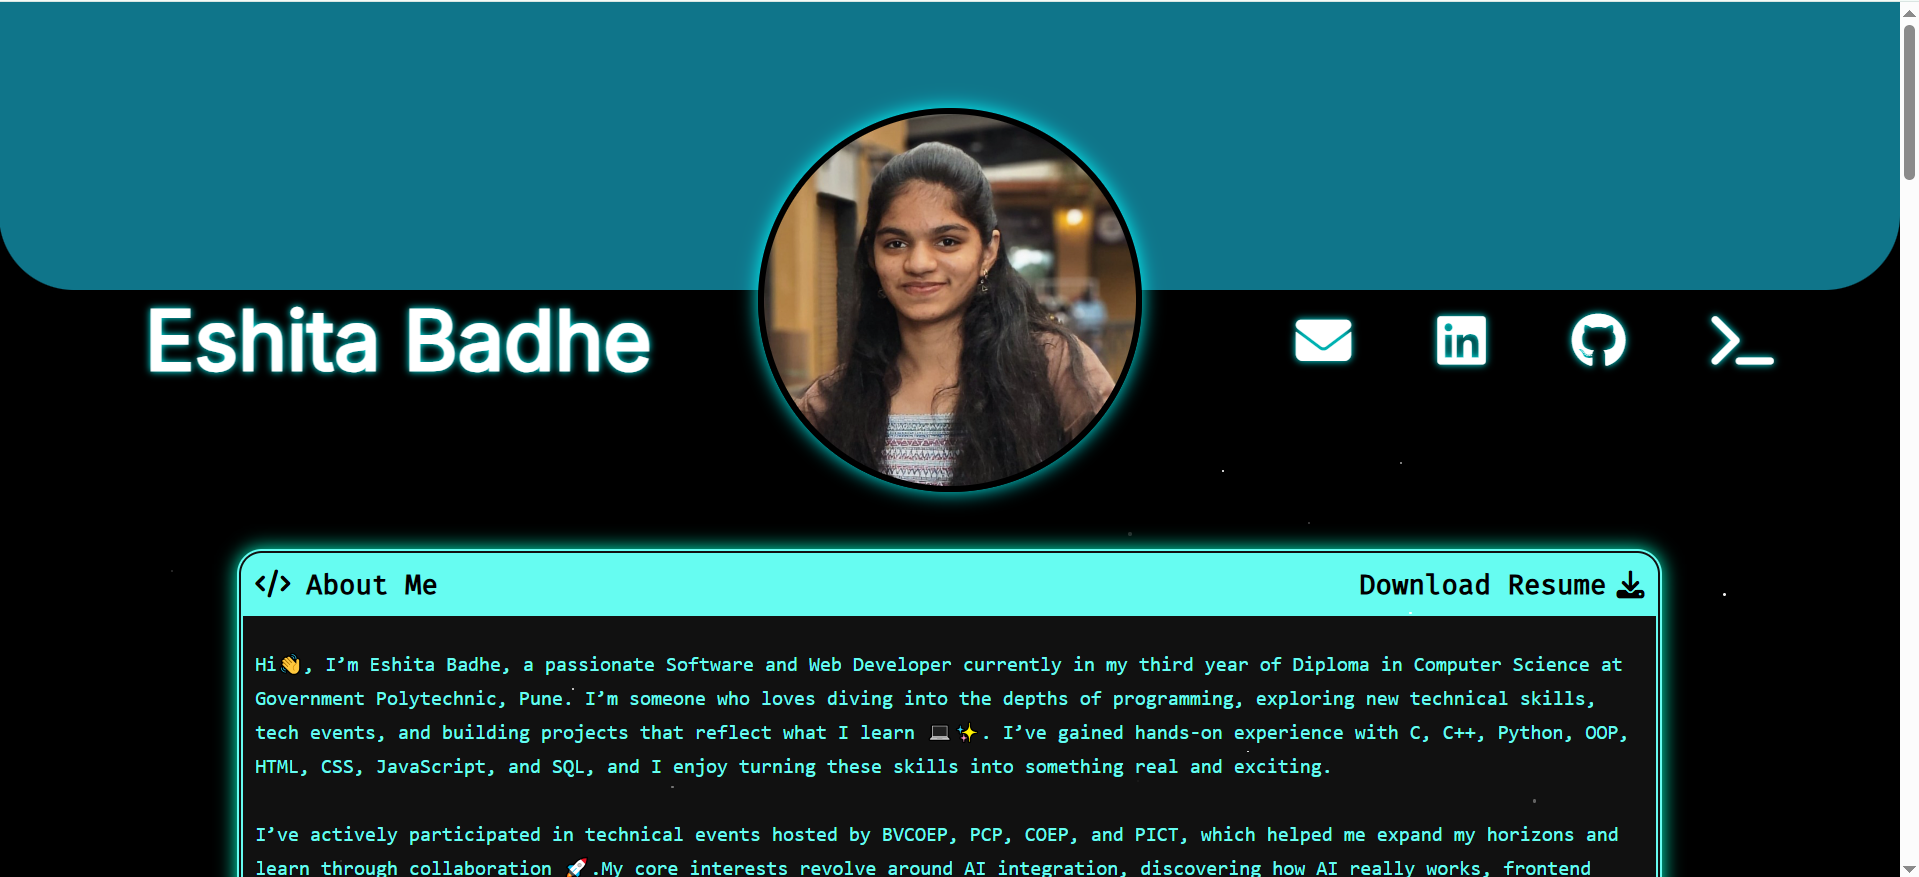 Eshita Badhe
in
</> About Me
Download Resume
Hi👋, I’m Eshita Badhe, a passionate Software and Web Developer currently in my third year of Diploma in Computer Science at
Government Polytechnic, Pune. I’m someone who loves diving into the depths of programming, exploring new technical skills,
tech events, and building projects that reflect what I learn 💻✨. I’ve gained hands-on experience with C, C++, Python, OOP,
HTML, CSS, JavaScript, and SQL, and I enjoy turning these skills into something real and exciting.
I’ve actively participated in technical events hosted by BVCOEP, PCP, COEP, and PICT, which helped me expand my horizons and
learn through collaboration 🚀.My core interests revolve around AI integration, discovering how AI really works, frontend